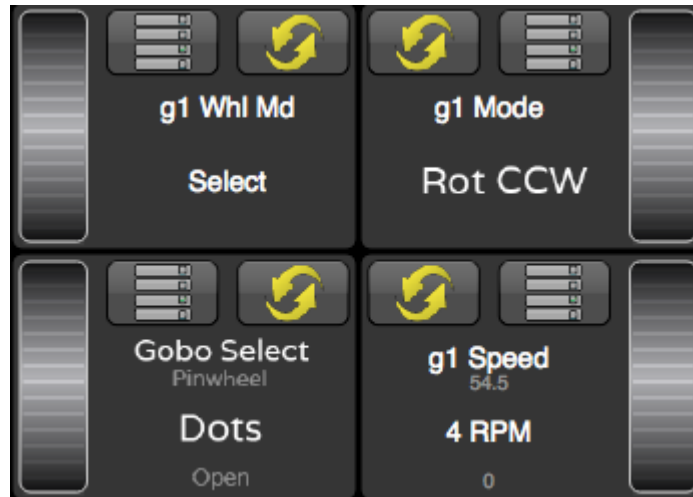 g1 Whl Md
Select
g1 Mode
Rot CCW
Gobo Select
Pinwheel
Dots
Open
g1 Speed
54.5
4 RPM
0